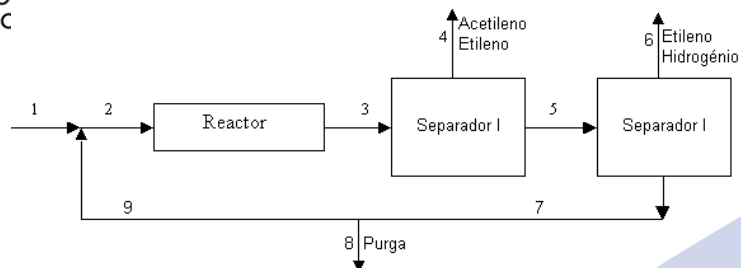 4 Acetileno
Etileno
6 Etileno
Hidrogénio
1
2
Reactor
3
Separador I
5
Separador I
9
7
8 Purga